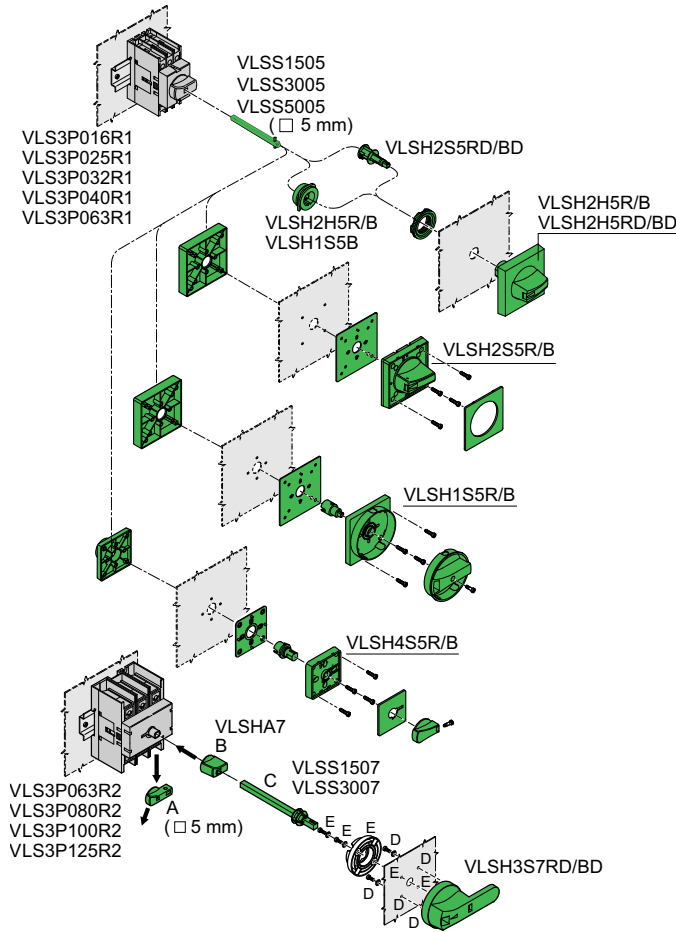 VLSS1505
VLSS3005
VLSS5005
(□ 5 mm)
VLS3P016R1
VLS3P025R1
VLS3P032R1
VLS3P040R1
VLS3P063R1
VLSH2S5RD/BD
VLSH2H5R/B
VLSH1S5B
VLSH2H5R/B
VLSH2H5RD/BD
VLSH2S5R/B
VLSH1S5R/B
VLSH4S5R/B
VLSHA7
B
VLSS1507
VLSS3007
C
VLS3P063R2
VLS3P080R2
VLS3P100R2
VLS3P125R2
A
(□ 5 mm)
E
E
E
D
D
E
E
D
D
D
VLSH3S7RD/BD